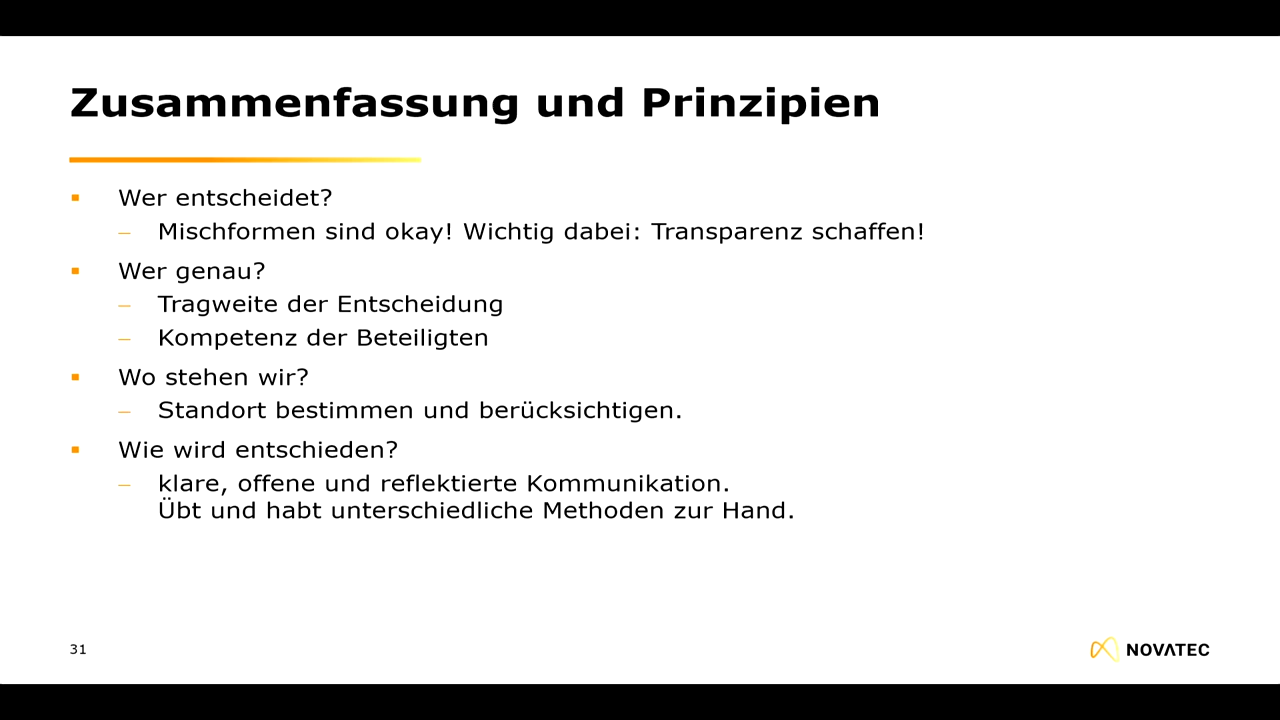 Zusammenfassung und Prinzipien
Wer entscheidet?
– Mischformen sind okay! Wichtig dabei: Transparenz schaffen!
Wer genau?
– Tragweite der Entscheidung
– Kompetenz der Beteiligten
Wo stehen wir?
– Standort bestimmen und berücksichtigen.
Wie wird entschieden?
– klare, offene und reflektierte Kommunikation.
Übt und habt unterschiedliche Methoden zur Hand.
31
NOVATEC